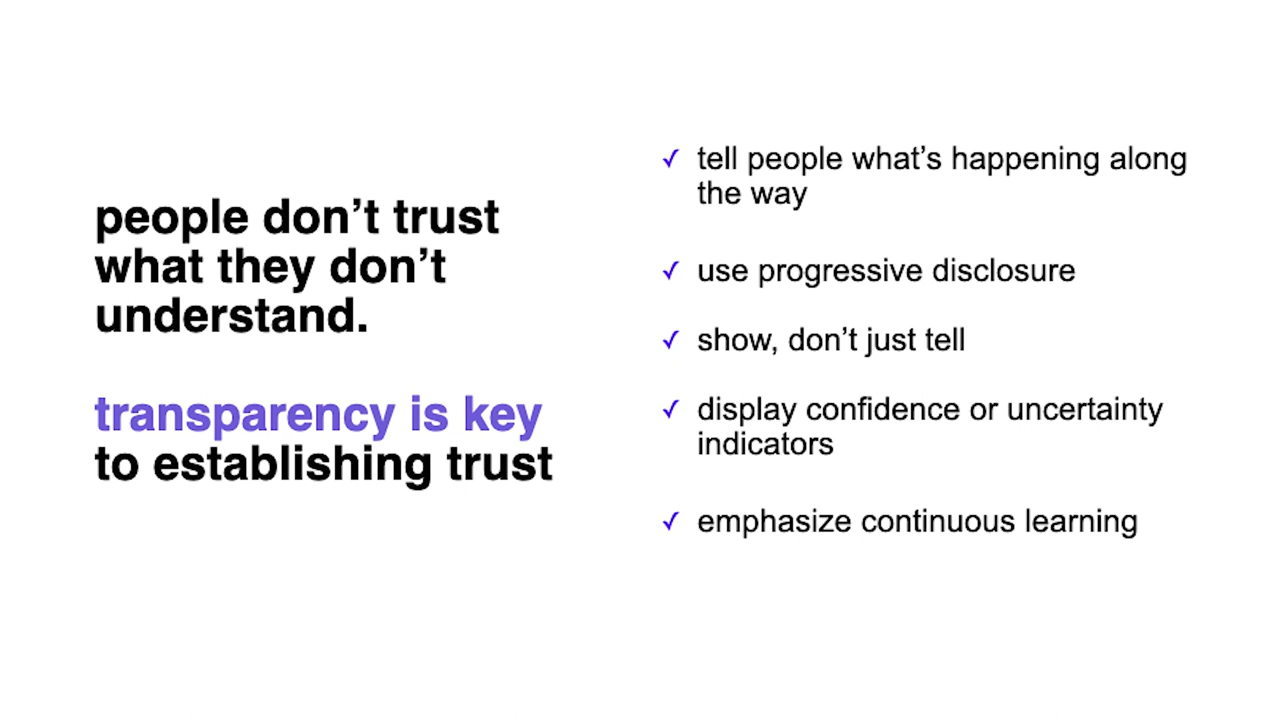 people don’t trust
what they don’t
understand.
transparency is key
to establishing trust
✓ tell people what’s happening along
the way
✓ use progressive disclosure
✓ show, don’t just tell
✓ display confidence or uncertainty
indicators
✓ emphasize continuous learning